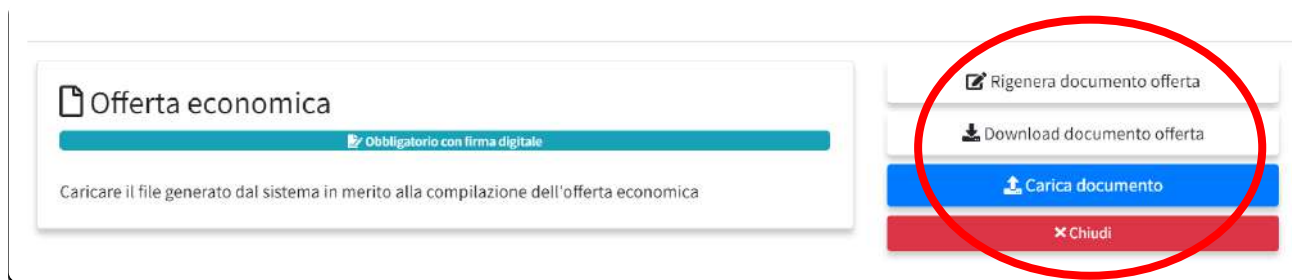 Offerta economica
Obbligatorio con firma digitale
Caricare il file generato dal sistema in merito alla compilazione dell'offerta economica
Rigenera documento offerta
Download documento offerta
Carica documento
Chiudi